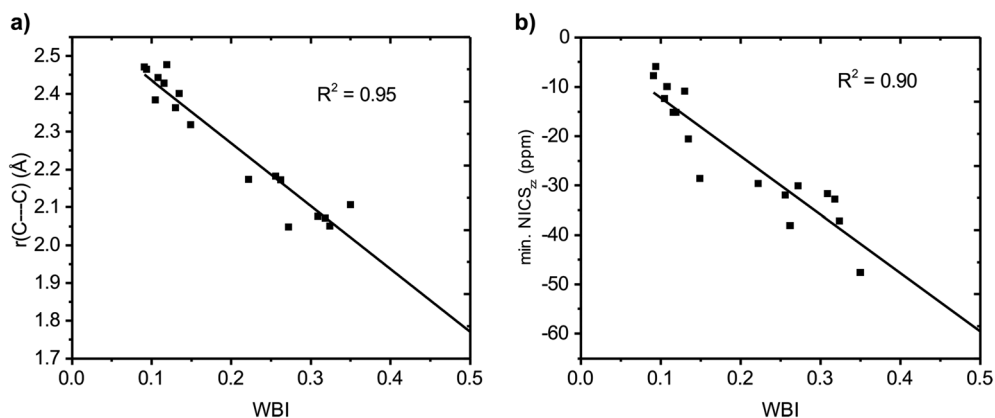 a)
R² = 0.95
r(C---C) (Å)
2.5
2.4
2.3
2.2
2.1
2.0
1.9
1.8
1.7
0.0 0.1 0.2 0.3 0.4 0.5
WBI
b)
R² = 0.90
min. NICSzz (ppm)
0
-10
-20
-30
-40
-50
-60
0.0 0.1 0.2 0.3 0.4 0.5
WBI